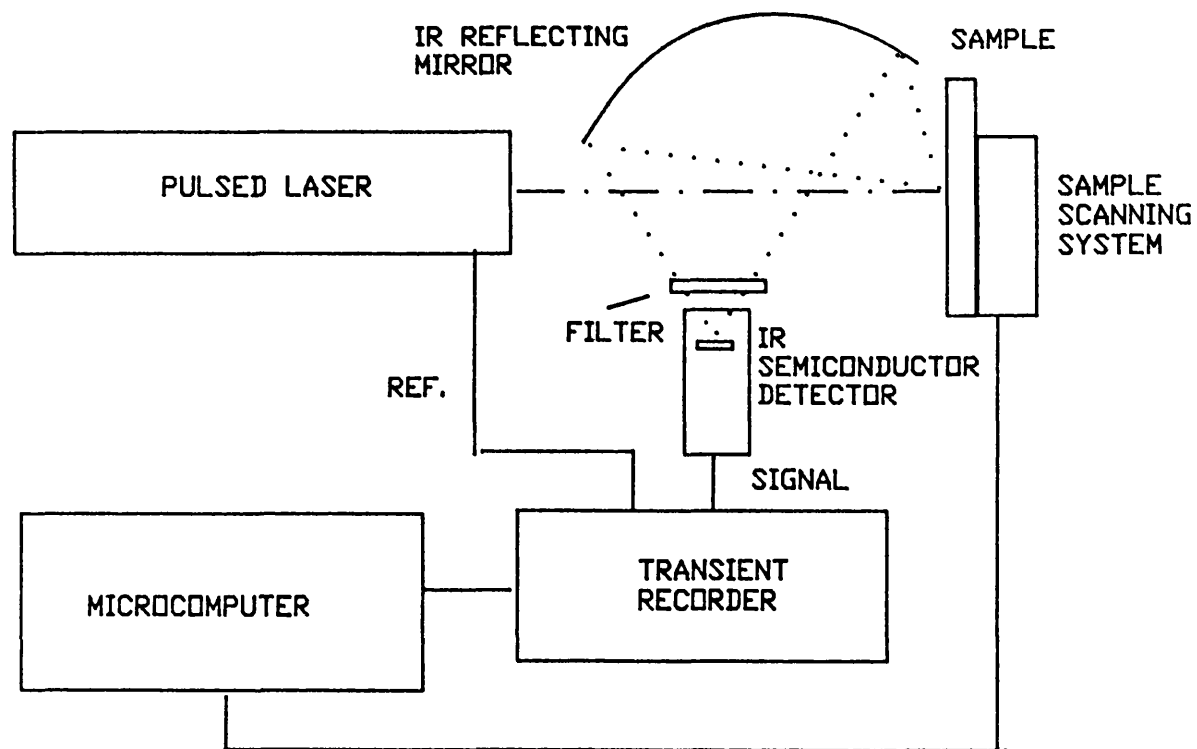 IR REFLECTING
MIRROR
SAMPLE
PULSED LASER
SAMPLE
SCANNING
SYSTEM
FILTER
IR
SEMICONDUCTOR
DETECTOR
REF.
SIGNAL
TRANSIENT
RECORDER
MICROCOMPUTER